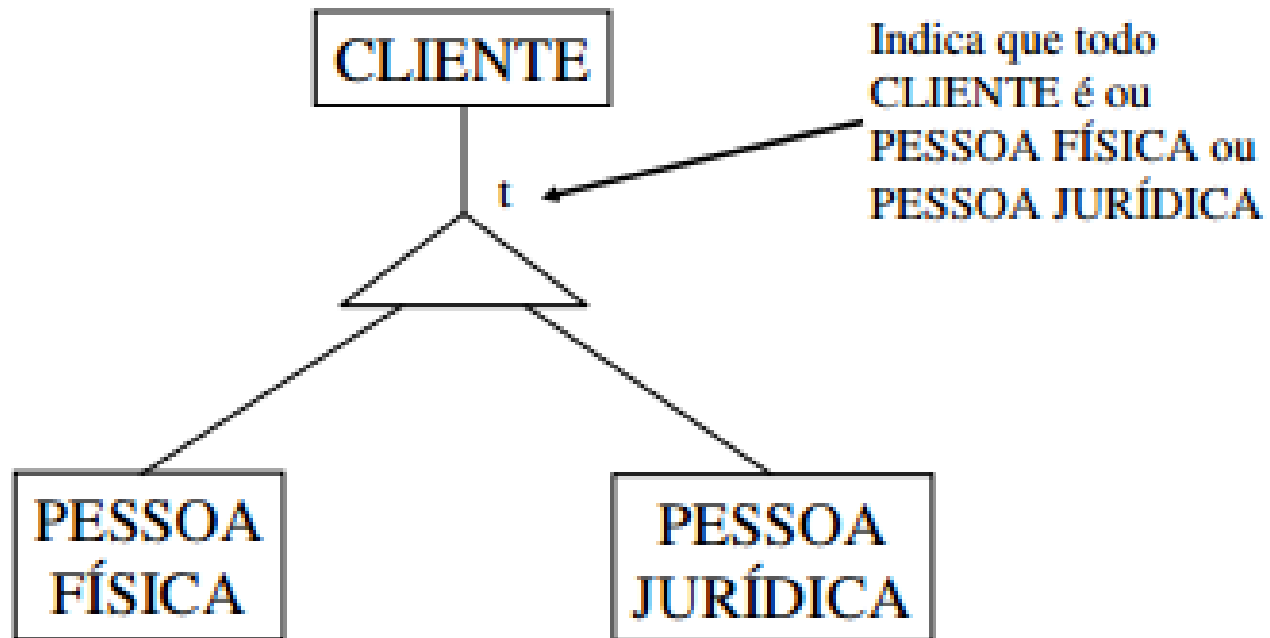 CLIENTE
Indica que todo
CLIENTE é ou
PESSOA FÍSICA ou
PESSOA JURÍDICA
t
PESSOA
FÍSICA
PESSOA
JURÍDICA